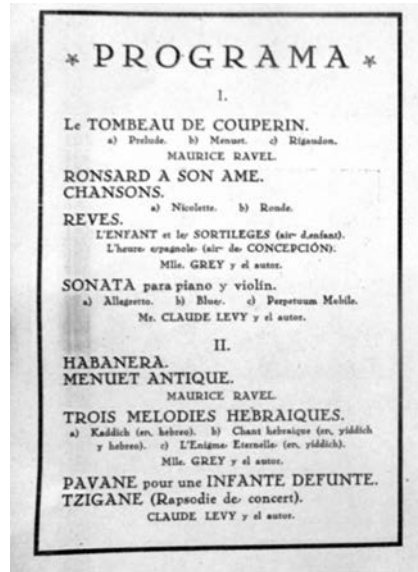 * PROGRAMA *
I.
Le TOMBEAU DE COUPERIN.
a) Prelude. b) Menuet. c) Rigaudon.
MAURICE RAVEL.
RONSARD A SON AME.
CHANSONS.
a) Nicolette. b) Ronde.
REVES.
L'ENFANT et les SORTILEGES (air d'enfant).
L'heure espagnole (air de CONCEPCIÓN).
Mlle. GREY y el autor.
SONATA para piano y violín.
a) Allegretto. b) Blues. c) Perpetuum Mobile.
Mr. CLAUDE LEVY y el autor.
II.
HABANERA.
MENUET ANTIQUE.
MAURICE RAVEL.
TROIS MELODIES HEBRAIQUES.
a) Kaddich (en hebreo). b) Chant hebraique (en yiddich
y hebreo). c) L'Enigme Eternelle (en yiddich).
Mlle. GREY y el autor.
PAVANE pour une INFANTE DEFUNTE.
TZIGANE (Rapsodie de concert).
CLAUDE LEVY y el autor.